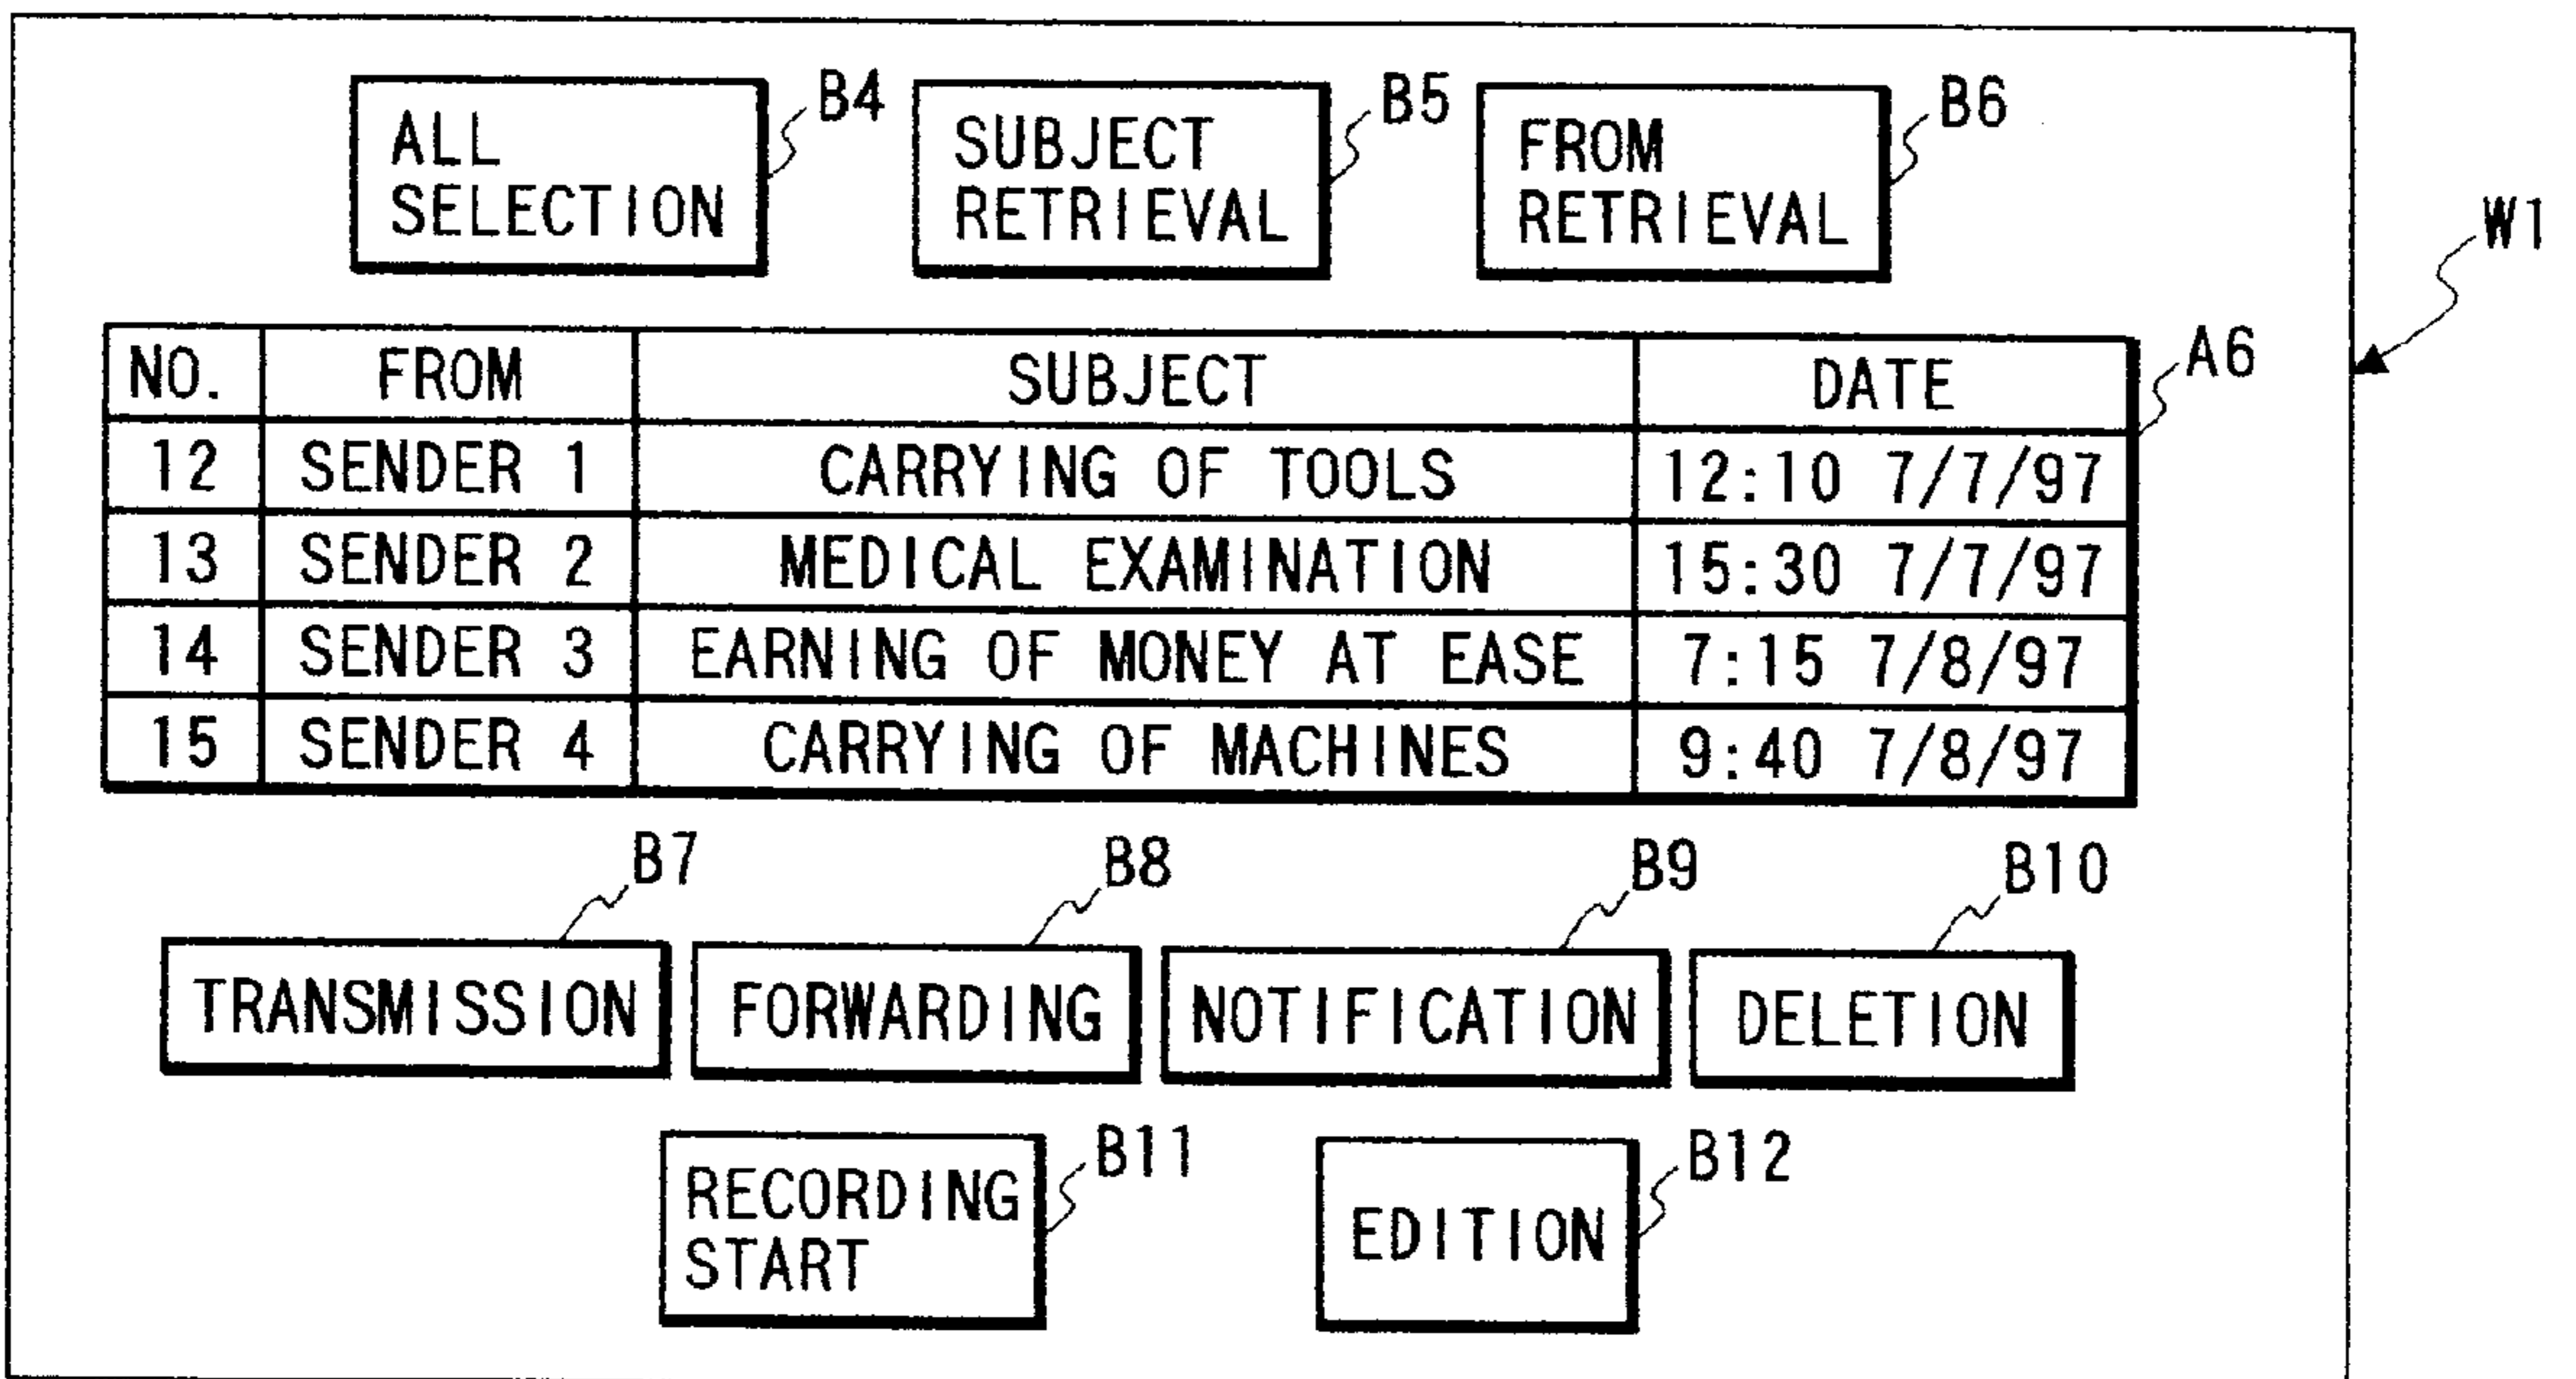 ALL
SELECTION
B4
SUBJECT
RETRIEVAL
B5
FROM
RETRIEVAL
B6
W1
A6
NO. FROM SUBJECT DATE
12 SENDER 1 CARRYING OF TOOLS 12:10 7/7/97
13 SENDER 2 MEDICAL EXAMINATION 15:30 7/7/97
14 SENDER 3 EARNING OF MONEY AT EASE 7:15 7/8/97
15 SENDER 4 CARRYING OF MACHINES 9:40 7/8/97
B7 B8 B9 B10
TRANSMISSION FORWARDING NOTIFICATION DELETION
RECORDING
START
B11
EDITION
B12